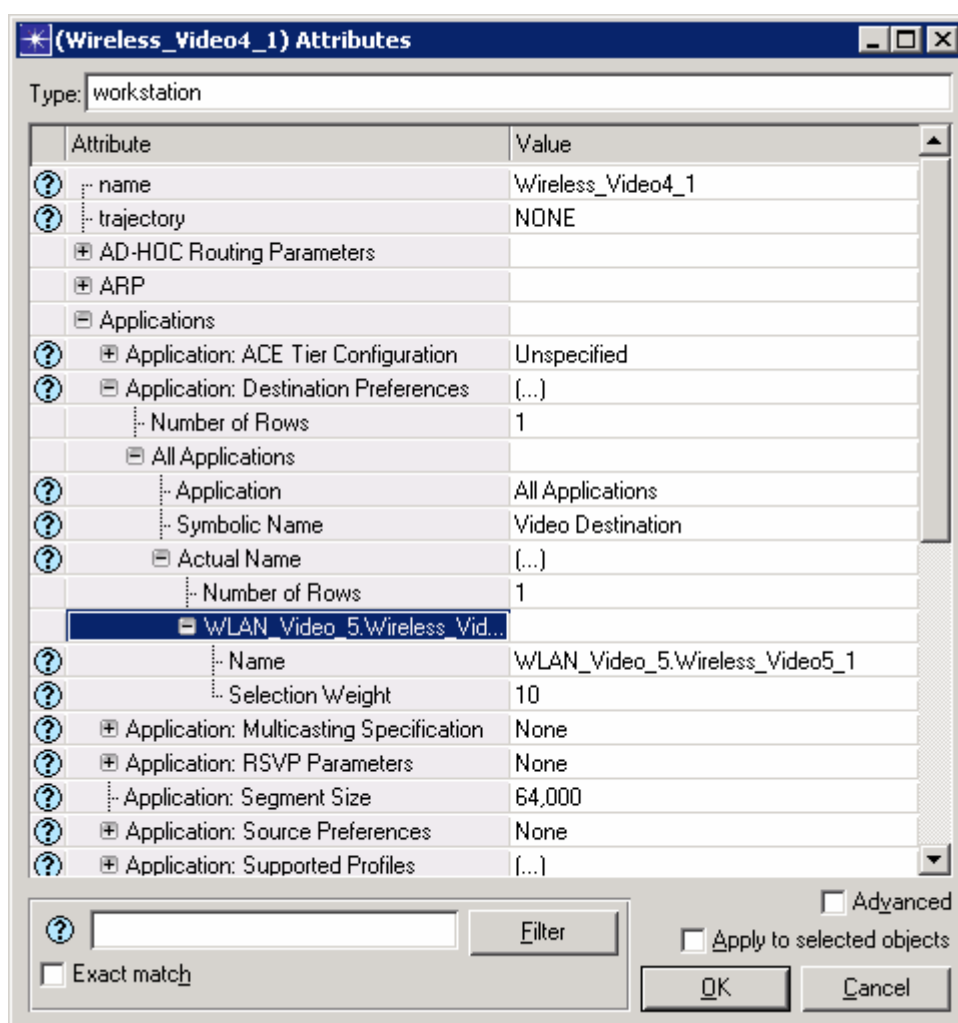 (Wireless_Video4_1) Attributes
Type: workstation
Attribute Value
name Wireless_Video4_1
trajectory NONE
AD-HOC Routing Parameters
ARP
Applications
Application: ACE Tier Configuration Unspecified
Application: Destination Preferences (...)
Number of Rows 1
All Applications
Application All Applications
Symbolic Name Video Destination
Actual Name (...)
Number of Rows 1
WLAN_Video_5.Wireless_Vid...
Name WLAN_Video_5.Wireless_Video5_1
Selection Weight 10
Application: Multicasting Specification None
Application: RSVP Parameters None
Application: Segment Size 64,000
Application: Source Preferences None
Application: Supported Profiles (...)
Advanced
Filter
Apply to selected objects
Exact match
OK Cancel